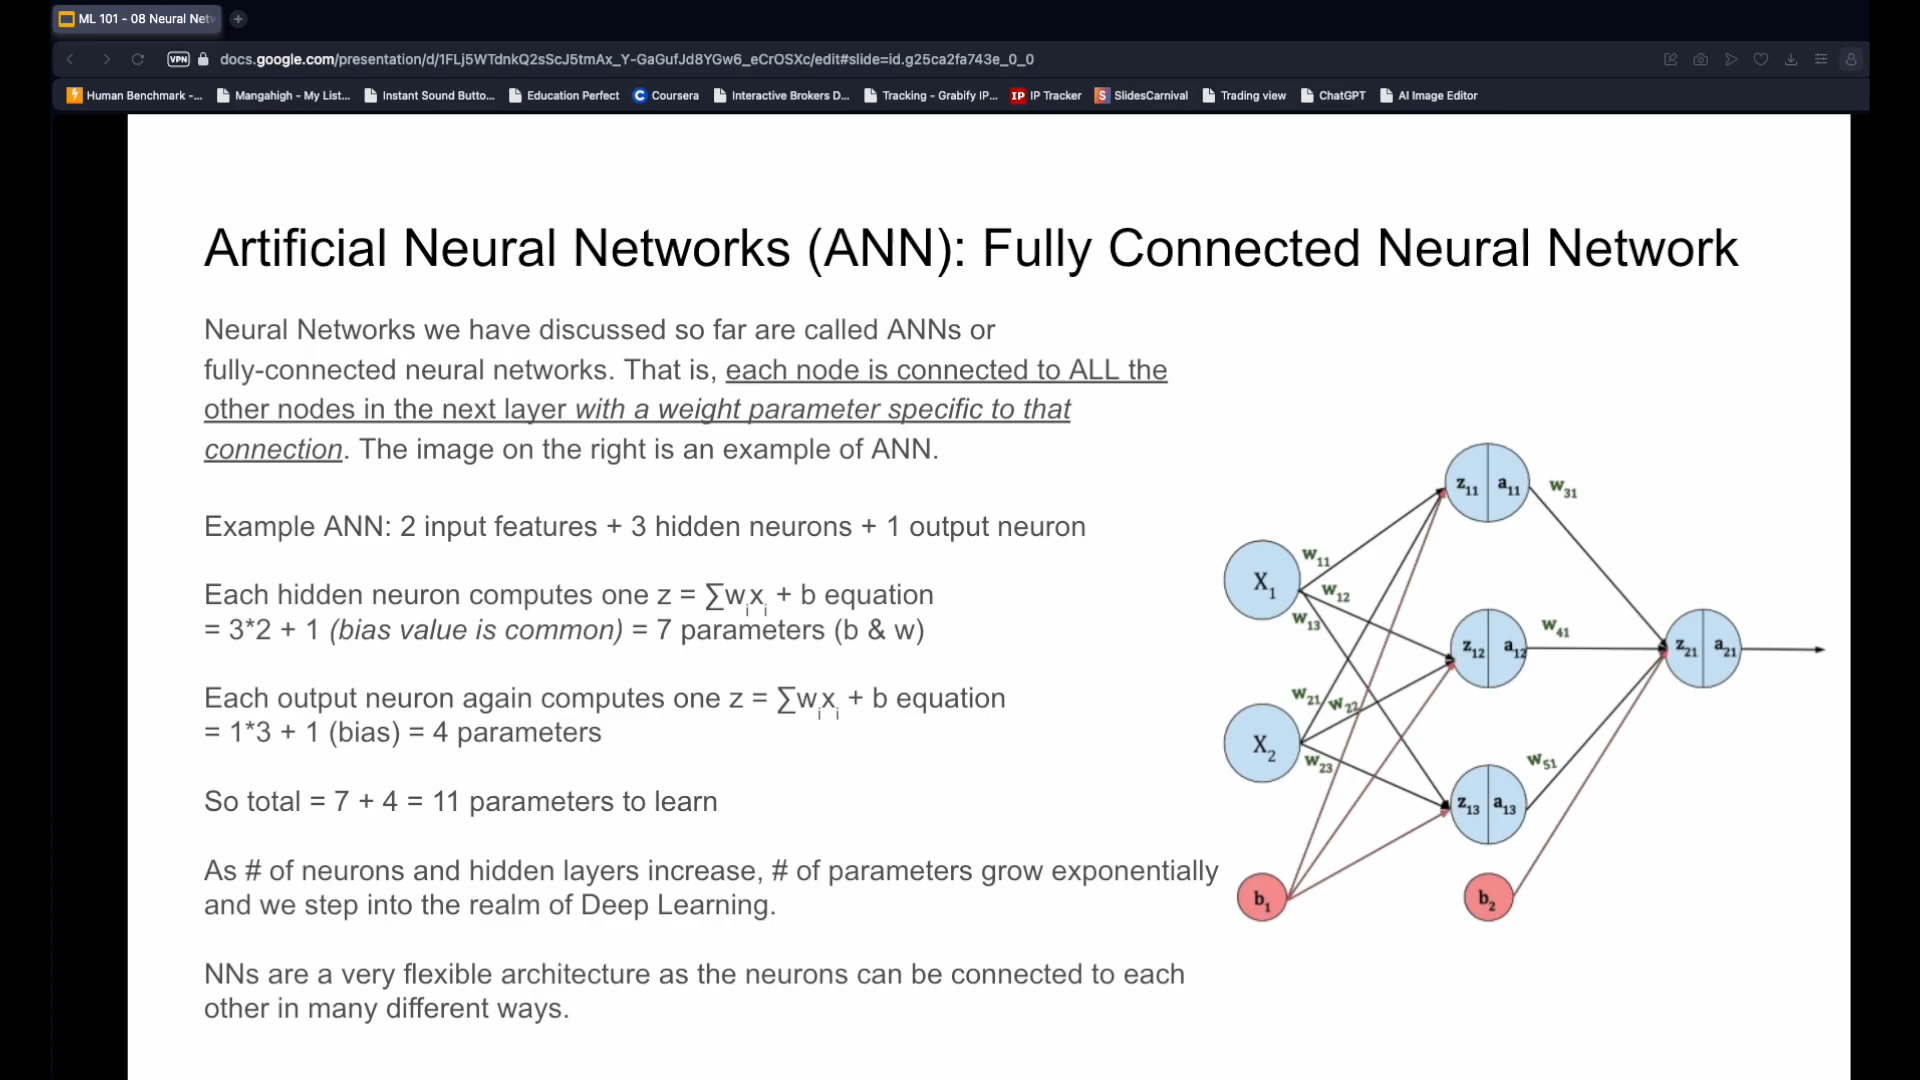 ML 101 - 08 Neural Netw
VPN
docs.google.com/presentation/d/1FLj5WTdnkQ2sScJ5tmAx_Y-GaGufJd8YGw6_eCrOSXc/edit#slide=id.g25ca2fa743e_0_0
Human Benchmark -... Mangahigh - My List... Instant Sound Butto... Education Perfect Coursera Interactive Brokers D... Tracking - Grabify IP... IP IP Tracker S SlidesCarnival Trading view ChatGPT AI Image Editor
Artificial Neural Networks (ANN): Fully Connected Neural Network
Neural Networks we have discussed so far are called ANNs or
fully-connected neural networks. That is, each node is connected to ALL the
other nodes in the next layer with a weight parameter specific to that
connection. The image on the right is an example of ANN.
Example ANN: 2 input features + 3 hidden neurons + 1 output neuron
Each hidden neuron computes one z = ∑wᵢxᵢ + b equation
= 3*2 + 1 (bias value is common) = 7 parameters (b & w)
Each output neuron again computes one z = ∑wᵢxᵢ + b equation
= 1*3 + 1 (bias) = 4 parameters
So total = 7 + 4 = 11 parameters to learn
As # of neurons and hidden layers increase, # of parameters grow exponentially
and we step into the realm of Deep Learning.
NNs are a very flexible architecture as the neurons can be connected to each
other in many different ways.
z₁₁ a₁₁ w₃₁
w₁₁
X₁ w₁₂
w₁₃
z₁₂ a₁₂ w₄₁
z₂₁ a₂₁
w₂₁ w₂₂
X₂
w₂₃
w₅₁
z₁₃ a₁₃
b₁ b₂